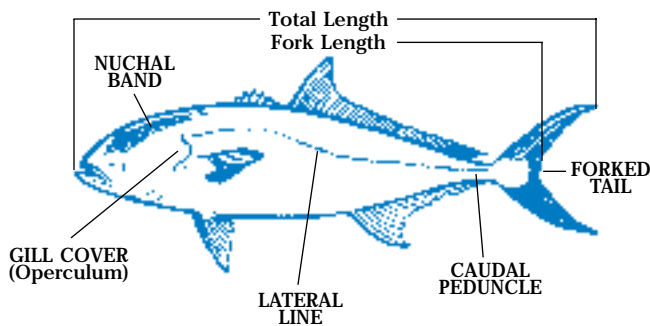 Total Length
Fork Length
NUCHAL
BAND
FORKED
TAIL
GILL COVER
(Operculum)
CAUDAL
PEDUNCLE
LATERAL
LINE